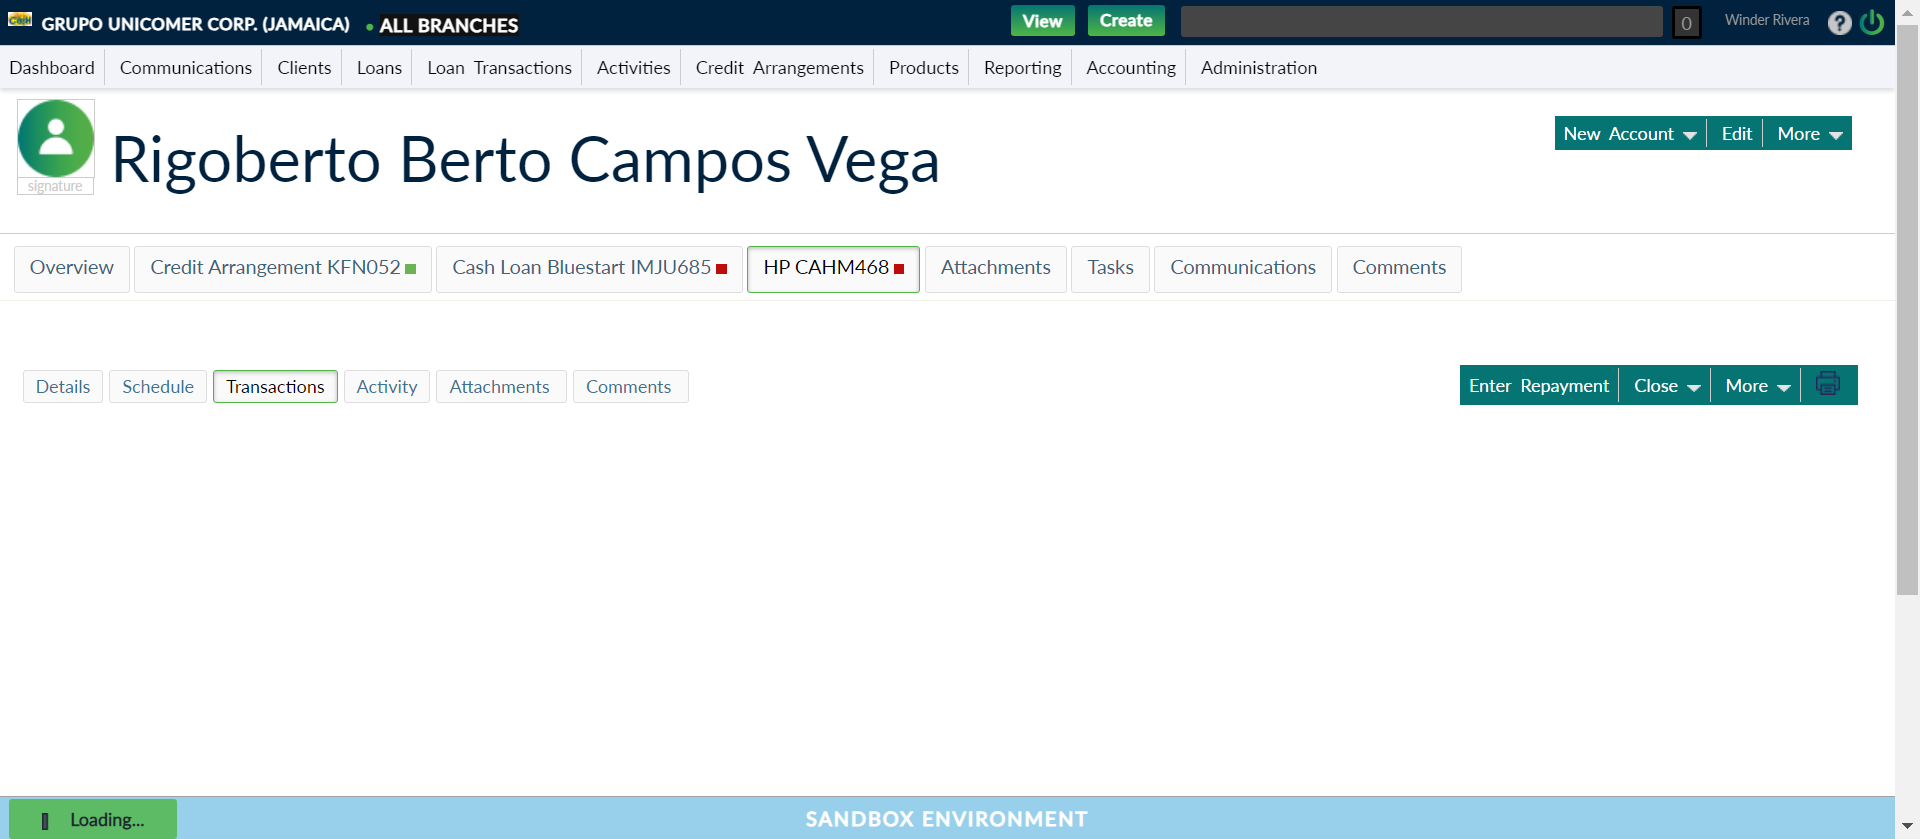 Cash GRUPO UNICOMER CORP. (JAMAICA) • ALL BRANCHES View Create 0 Winder Rivera ?
Dashboard Communications Clients Loans Loan Transactions Activities Credit Arrangements Products Reporting Accounting Administration
signature
Rigoberto Berto Campos Vega
New Account Edit More
Overview Credit Arrangement KFN052 Cash Loan Bluestart IMJU685 HP CAHM468 Attachments Tasks Communications Comments
Details Schedule Transactions Activity Attachments Comments
Enter Repayment Close More
Loading...
SANDBOX ENVIRONMENT